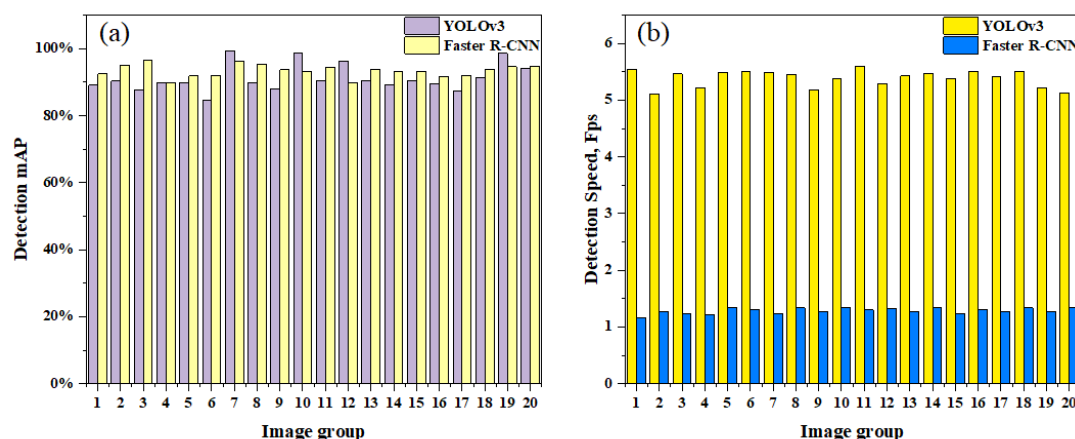 (a)
YOLOv3
Faster R-CNN
100%
80%
60%
40%
20%
0%
Detection mAP
1 2 3 4 5 6 7 8 9 10 11 12 13 14 15 16 17 18 19 20
Image group
(b)
YOLOv3
Faster R-CNN
6
5
4
3
2
1
0
Detection Speed, Fps
1 2 3 4 5 6 7 8 9 10 11 12 13 14 15 16 17 18 19 20
Image group